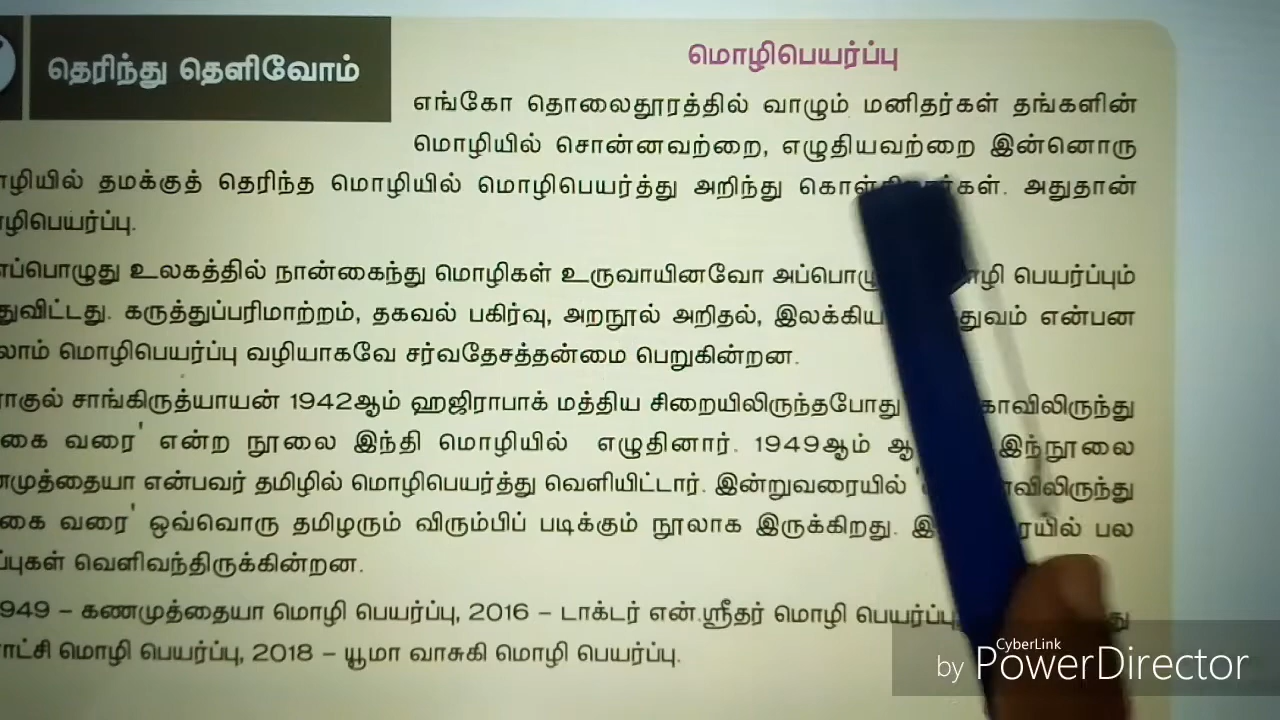 தெரிந்து தெளிவோம்
மொழிபெயர்ப்பு
எங்கோ தொலைதூரத்தில் வாழும் மனிதர்கள் தங்களின்
மொழியில் சொன்னவற்றை, எழுதியவற்றை இன்னொரு
ழியில் தமக்குத் தெரிந்த மொழியில் மொழிபெயர்த்து அறிந்து அதுதான்
ழிபெயர்ப்பு.
ப்பொழுது உலகத்தில் நான்கைந்து மொழிகள் உருவாயினவோ பெயர்ப்பும்
துவிட்டது. கருத்துப்பரிமாற்றம், தகவல் பகிர்வு, அறநூல் அறிதல், இலக்கிய துவம் என்பன
லாம் மொழிபெயர்ப்பு வழியாகவே சர்வதேசத்தன்மை பெறுகின்றன.
ாகுல் சாங்கிருத்யாயன் 1942ஆம் ஹஜிராபாக் மத்திய சிறையிலிருந்தபோது காவிலிருந்து
கை வரை' என்ற நூலை இந்தி மொழியில் எழுதினார். 1949ஆம் இந்நூலை
முத்தையா என்பவர் தமிழில் மொழிபெயர்த்து வெளியிட்டார். இன்றுவரையில் விலிருந்து
கை வரை' ஒவ்வொரு தமிழரும் விரும்பிப் படிக்கும் நூலாக இருக்கிறது. ரையில் பல
ப்புகள் வெளிவந்திருக்கின்றன.
949 – கணமுத்தையா மொழி பெயர்ப்பு, 2016 – டாக்டர் என்.ஸ்ரீதர் மொழி பெயர்ப்பு,
ாட்சி மொழி பெயர்ப்பு, 2018 – யூமா வாசுகி மொழி பெயர்ப்பு.
CyberLink
by PowerDirector